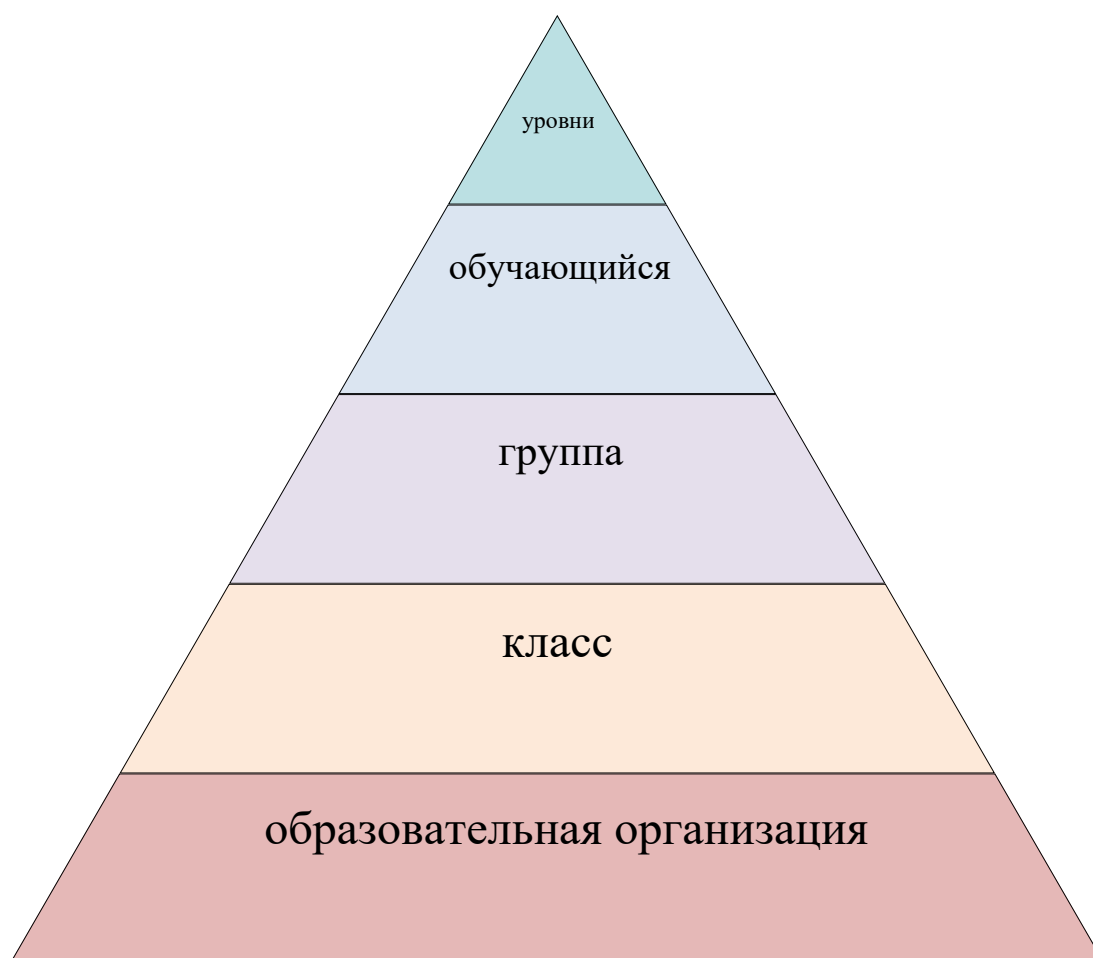 уровни
обучающийся
группа
класс
образовательная организация